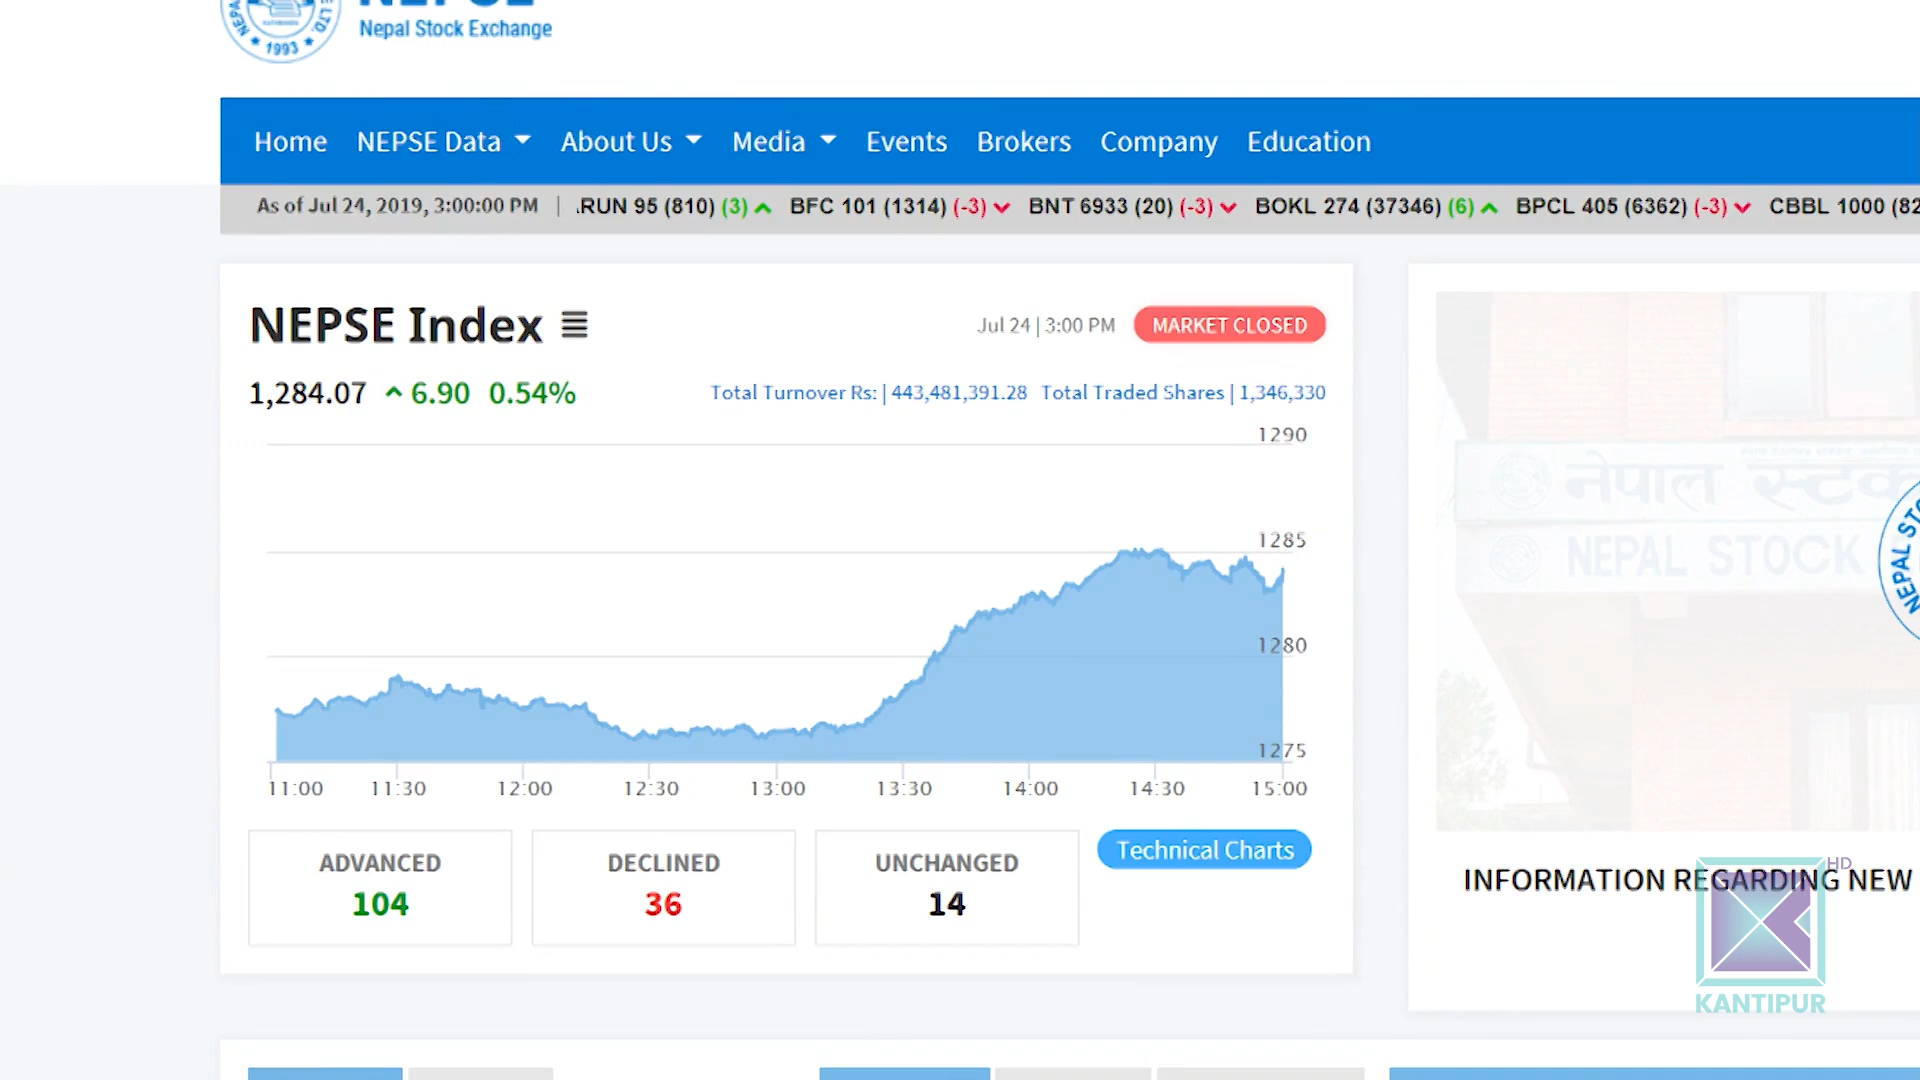 1993
Nepal Stock Exchange
Home NEPSE Data About Us Media Events Brokers Company Education
As of Jul 24, 2019, 3:00:00 PM | ARUN 95 (810) (3) BFC 101 (1314) (-3) BNT 6933 (20) (-3) BOKL 274 (37346) (6) BPCL 405 (6362) (-3) CBBL 1000 (82
NEPSE Index
Jul 24 | 3:00 PM MARKET CLOSED
1,284.07 6.90 0.54%
Total Turnover Rs: | 443,481,391.28 Total Traded Shares | 1,346,330
1290
1285
1280
1275
11:00 11:30 12:00 12:30 13:00 13:30 14:00 14:30 15:00
ADVANCED DECLINED UNCHANGED Technical Charts
104 36 14
नेपाल
NEPAL STOCK
INFORMATION REGARDING NEW
HD
KANTIPUR